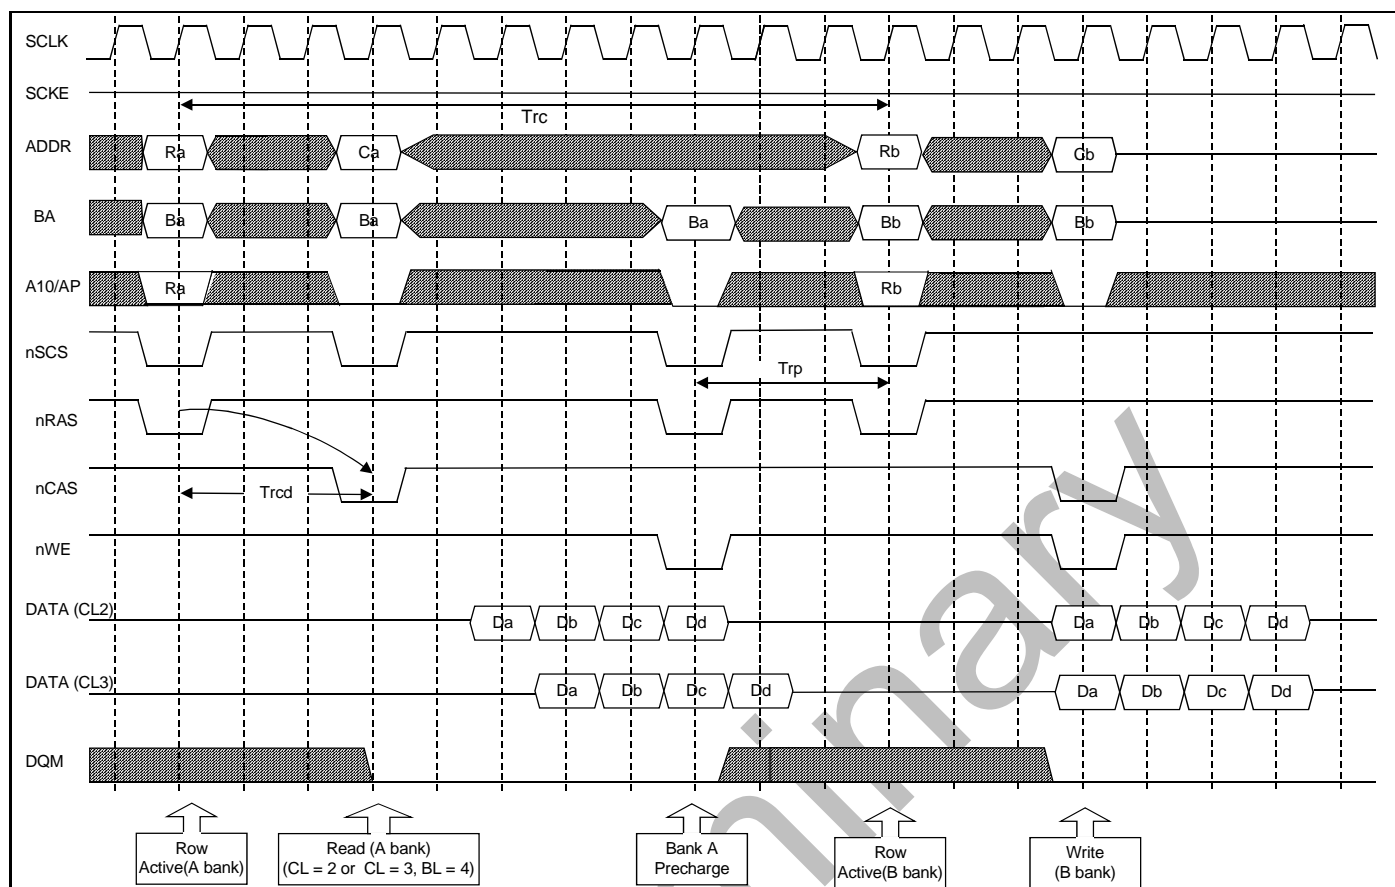 SCLK
SCKE
Trc
ADDR Ra Ca Rb Cb
BA Ba Ba Ba Bb Bb
A10/AP Ra Rb
nSCS
Trp
nRAS
nCAS Trcd
nWE
DATA (CL2) Da Db Dc Dd Da Db Dc Dd
DATA (CL3) Da Db Dc Dd Da Db Dc Dd
DQM
Row
Active(A bank)
Read (A bank)
(CL = 2 or CL = 3, BL = 4)
Bank A
Precharge
Row
Active(B bank)
Write
(B bank)
inary